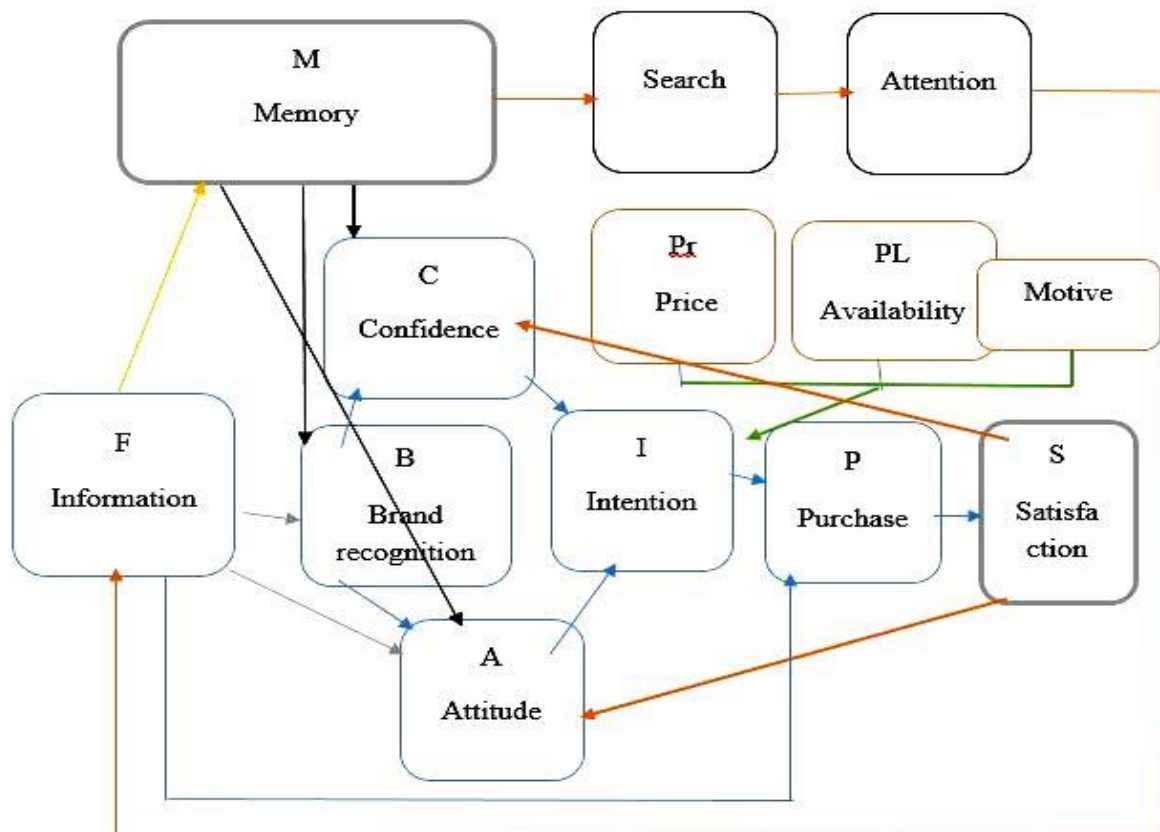 M
Memory
Search
Attention
C
Confidence
Pr
Price
PL
Availability
Motive
F
Information
B
Brand
recognition
I
Intention
P
Purchase
S
Satisfa
ction
A
Attitude